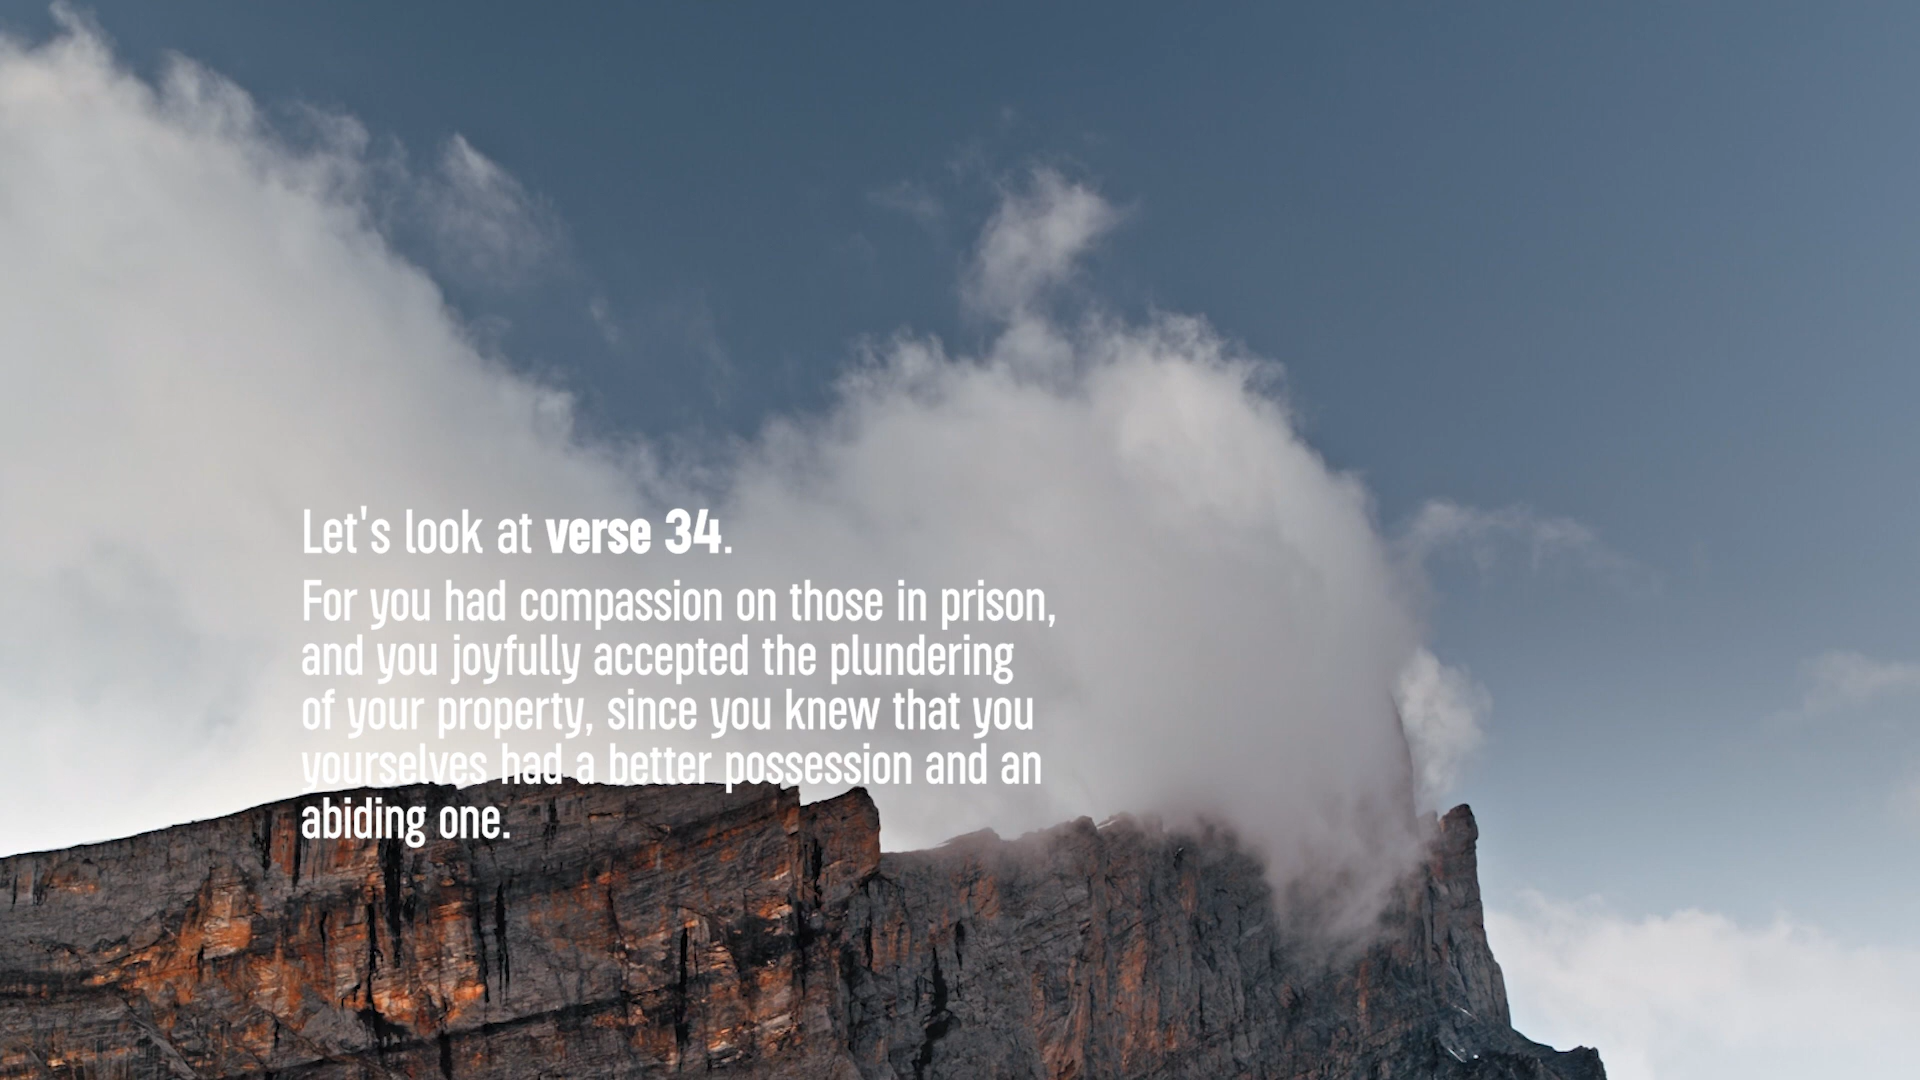 Let's look at verse 34.
For you had compassion on those in prison,
and you joyfully accepted the plundering
of your property, since you knew that you
yourselves had a better possession and an
abiding one.